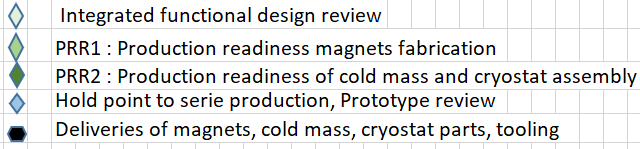 Integrated functional design review
PRR1 : Production readiness magnets fabrication
PRR2 : Production readiness of cold mass and cryostat assembly
Hold point to serie production, Prototype review
Deliveries of magnets, cold mass, cryostat parts, tooling